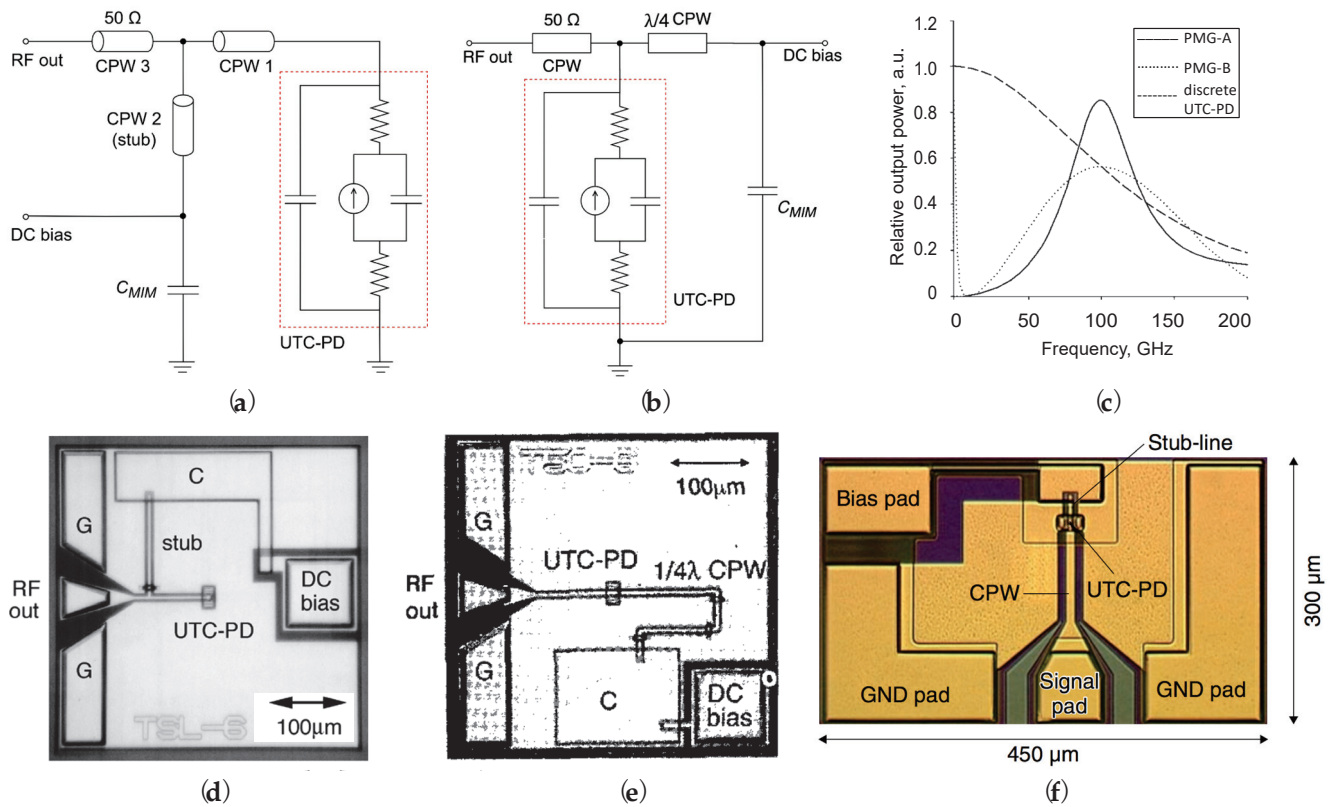 50 Ω
RF out
CPW 3
CPW 1
CPW 2
(stub)
DC bias
C_MIM
UTC-PD
(a)
50 Ω
λ/4 CPW
RF out
CPW
DC bias
C_MIM
UTC-PD
(b)
Relative output power, a.u.
1.2
1.0
0.8
0.6
0.4
0.2
0
0
50
100
150
200
Frequency, GHz
PMG-A
PMG-B
discrete
UTC-PD
(c)
C
G
stub
RF
out
DC
bias
UTC-PD
G
TSL-6
100μm
(d)
100μm
G
UTC-PD
1/4λ CPW
RF
out
G
C
DC
bias
(e)
Stub-line
Bias pad
CPW
UTC-PD
GND pad
Signal
pad
GND pad
300 μm
450 μm
(f)